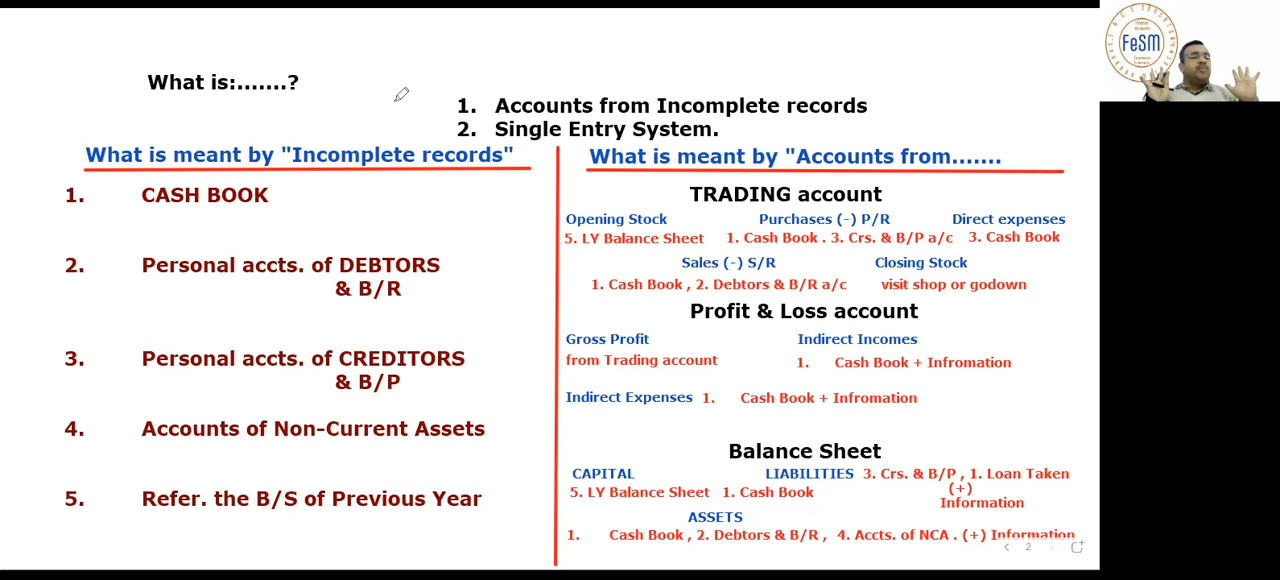 What is:.......?
1. Accounts from Incomplete records
2. Single Entry System.
What is meant by "Incomplete records"
1. CASH BOOK
2. Personal accts. of DEBTORS
& B/R
3. Personal accts. of CREDITORS
& B/P
4. Accounts of Non-Current Assets
5. Refer. the B/S of Previous Year
What is meant by "Accounts from.......
TRADING account
Opening Stock Purchases (-) P/R Direct expenses
5. LY Balance Sheet 1. Cash Book . 3. Crs. & B/P a/c 3. Cash Book
Sales (-) S/R Closing Stock
1. Cash Book , 2. Debtors & B/R a/c visit shop or godown
Profit & Loss account
Gross Profit Indirect Incomes
from Trading account 1. Cash Book + Infromation
Indirect Expenses 1. Cash Book + Infromation
Balance Sheet
CAPITAL LIABILITIES 3. Crs. & B/P , 1. Loan Taken
5. LY Balance Sheet 1. Cash Book (+)
Information
ASSETS
1. Cash Book , 2. Debtors & B/R , 4. Accts. of NCA . (+) Information
2
FeSM